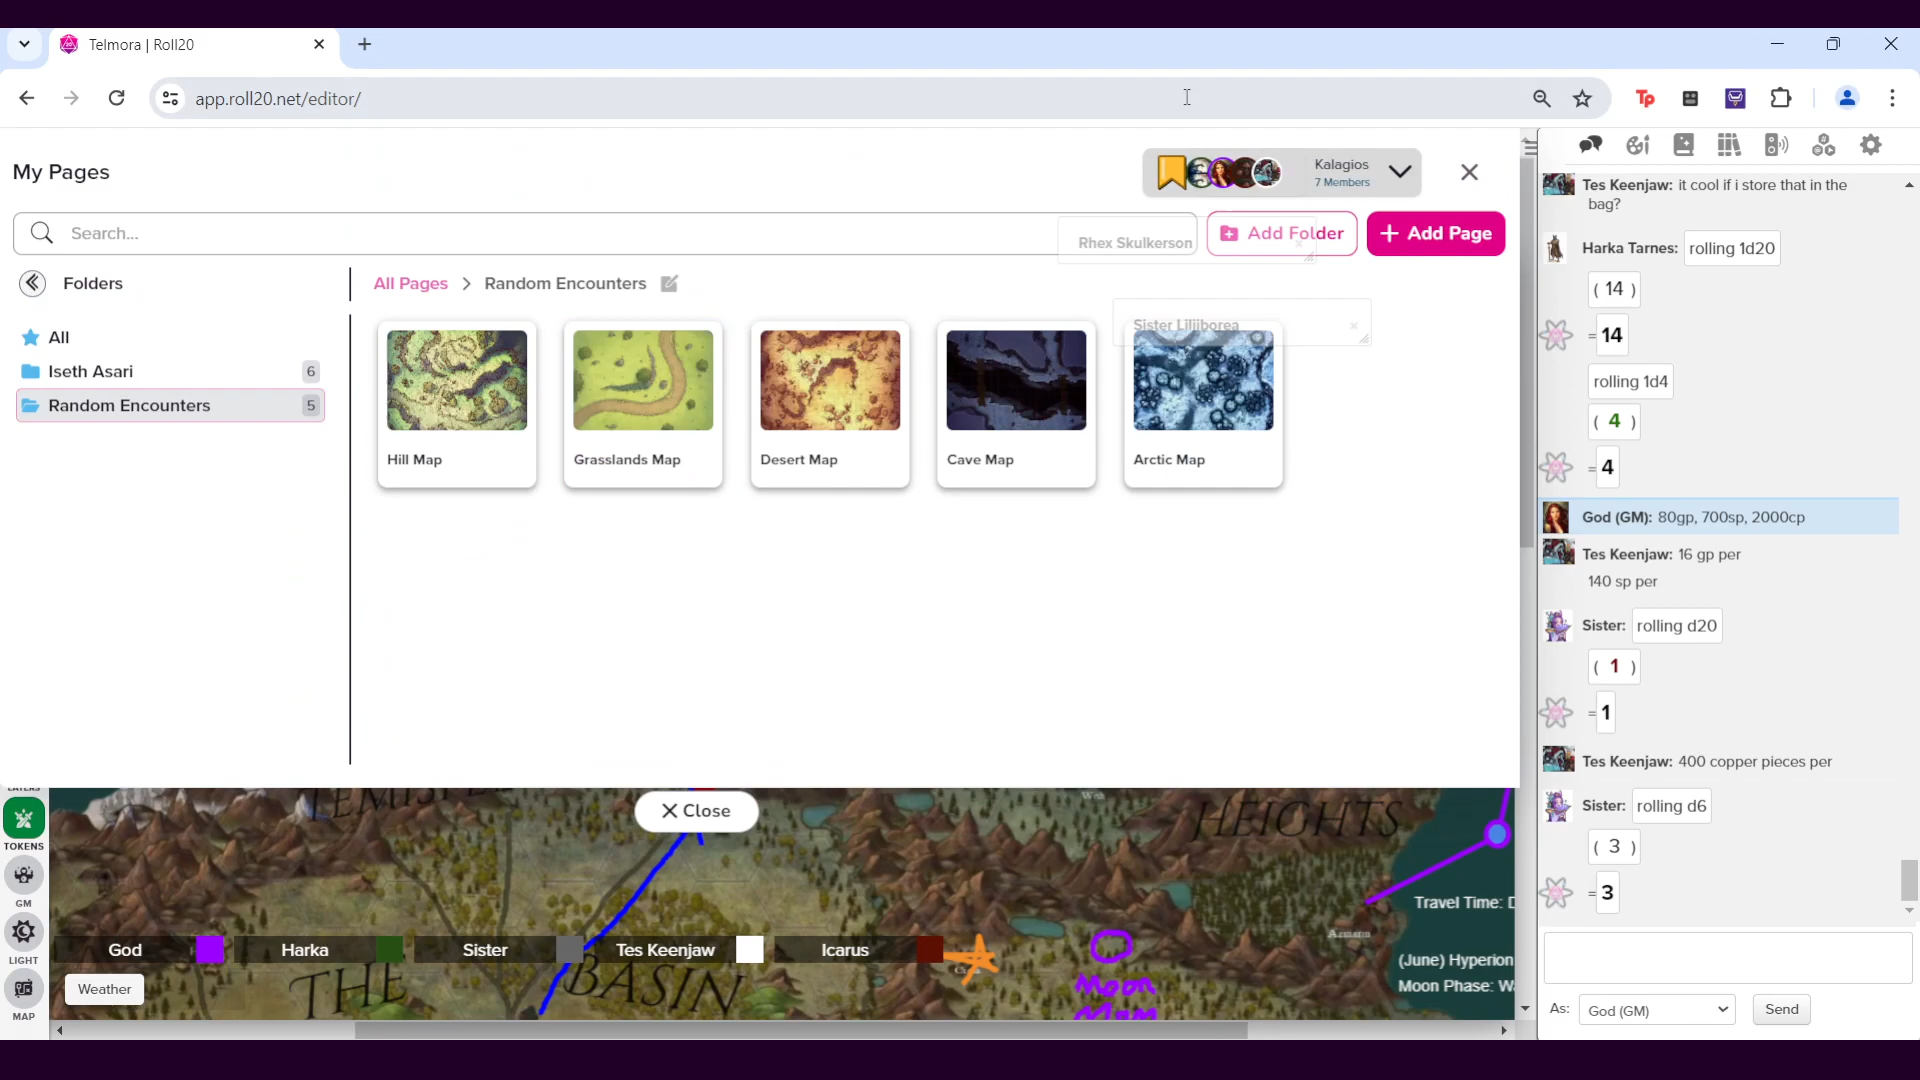 Telmora | Roll20
app.roll20.net/editor/
Tp
My Pages
Kalagios
7 Members
Search...
Rhex Skulkerson
Add Folder
+ Add Page
Folders
All Pages > Random Encounters
Sister Liliiborea
All
Iseth Asari 6
Random Encounters 5
Hill Map
Grasslands Map
Desert Map
Cave Map
Arctic Map
Close
LAYERS
TOKENS
GM
LIGHT
MAP
HEIGHTS
THE BASIN
Travel Time:
(June) Hyperion
Moon Phase:
Moon
God
Harka
Sister
Tes Keenjaw
Icarus
Weather
Tes Keenjaw: it cool if i store that in the
bag?
Harka Tarnes: rolling 1d20
( 14 )
= 14
rolling 1d4
( 4 )
= 4
God (GM): 80gp, 700sp, 2000cp
Tes Keenjaw: 16 gp per
140 sp per
Sister: rolling d20
( 1 )
= 1
Tes Keenjaw: 400 copper pieces per
Sister: rolling d6
( 3 )
= 3
As: God (GM)
Send